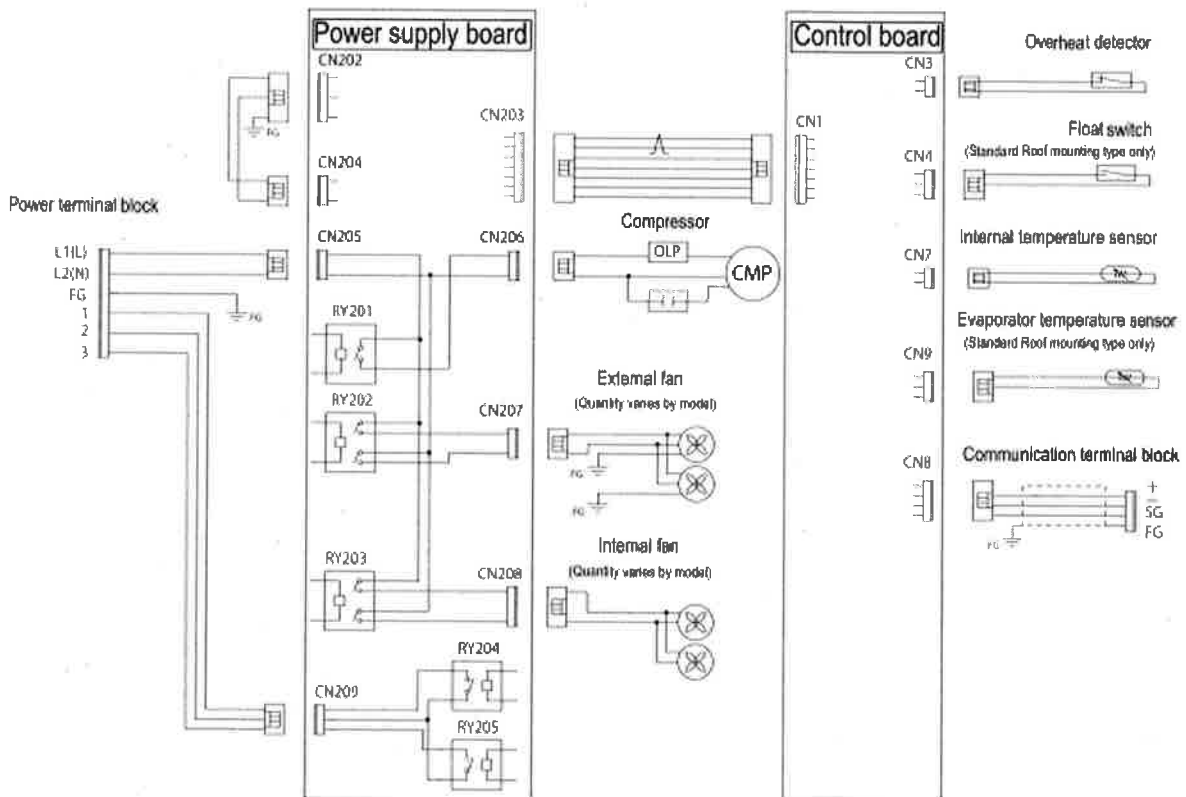 Power supply board
CN202
CN203
CN204
FG
Power terminal block
L1(L)
L2(N)
FG
1
2
3
FG
CN205
CN206
RY201
RY202
CN207
RY203
CN208
RY204
CN209
RY205
Compressor
OLP
CMP
External fan
(Quantity varies by model)
FG
FG
Internal fan
(Quantity varies by model)
Control board
CN3
CN1
CN4
CN7
CN9
CN8
Overheat detector
Float switch
(Standard Roof mounting type only)
Internal temperature sensor
Evaporator temperature sensor
(Standard Roof mounting type only)
Communication terminal block
+
−
SG
FG
FG